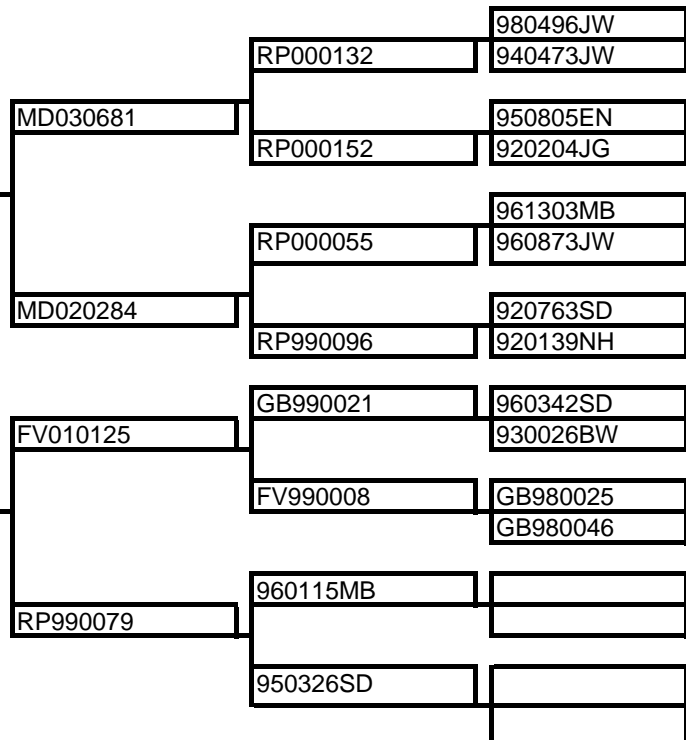 980496JW
RP000132 940473JW
MD030681 950805EN
RP000152 920204JG
961303MB
RP000055 960873JW
MD020284 920763SD
RP990096 920139NH
GB990021 960342SD
FV010125 930026BW
FV990008 GB980025
GB980046
960115MB
RP990079
950326SD